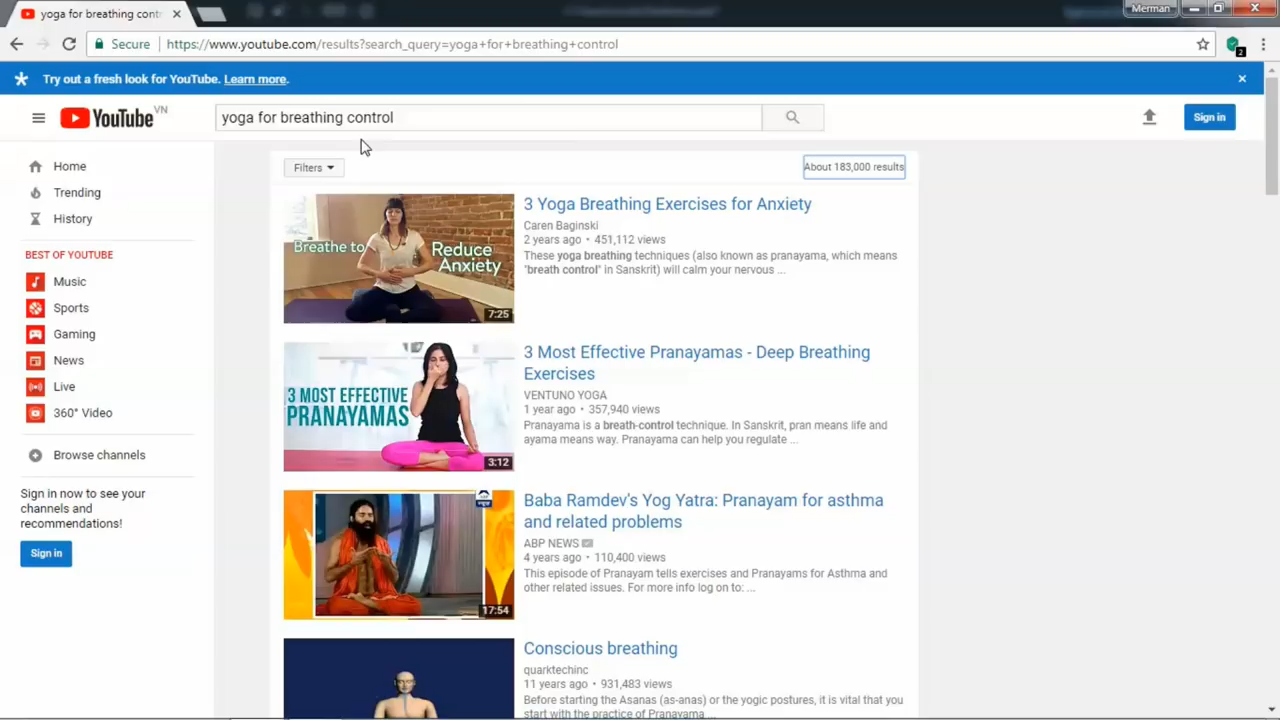 yoga for breathing cont
Merman
Secure
https://www.youtube.com/results?search_query=yoga+for+breathing+control
2
Try out a fresh look for YouTube. Learn more.
YouTube VN
yoga for breathing control
Sign in
Home
Trending
History
BEST OF YOUTUBE
Music
Sports
Gaming
News
Live
360° Video
Browse channels
Sign in now to see your
channels and
recommendations!
Sign in
Filters
About 183,000 results
Breathe to
Reduce
Anxiety
7:25
3 Yoga Breathing Exercises for Anxiety
Caren Baginski
2 years ago • 451,112 views
These yoga breathing techniques (also known as pranayama, which means
"breath control" in Sanskrit) will calm your nervous ...
3 MOST EFFECTIVE
PRANAYAMAS
3:12
3 Most Effective Pranayamas - Deep Breathing
Exercises
VENTUNO YOGA
1 year ago • 357,940 views
Pranayama is a breath-control technique. In Sanskrit, pran means life and
ayama means way. Pranayama can help you regulate ...
17:54
Baba Ramdev's Yog Yatra: Pranayam for asthma
and related problems
ABP NEWS
4 years ago • 110,400 views
This episode of Pranayam tells exercises and Pranayams for Asthma and
other related issues. For more info log on to: ...
Conscious breathing
quarktechinc
11 years ago • 931,483 views
Before starting the Asanas (as-anas) or the yogic postures, it is vital that you
start with the practice of Pranayama ...